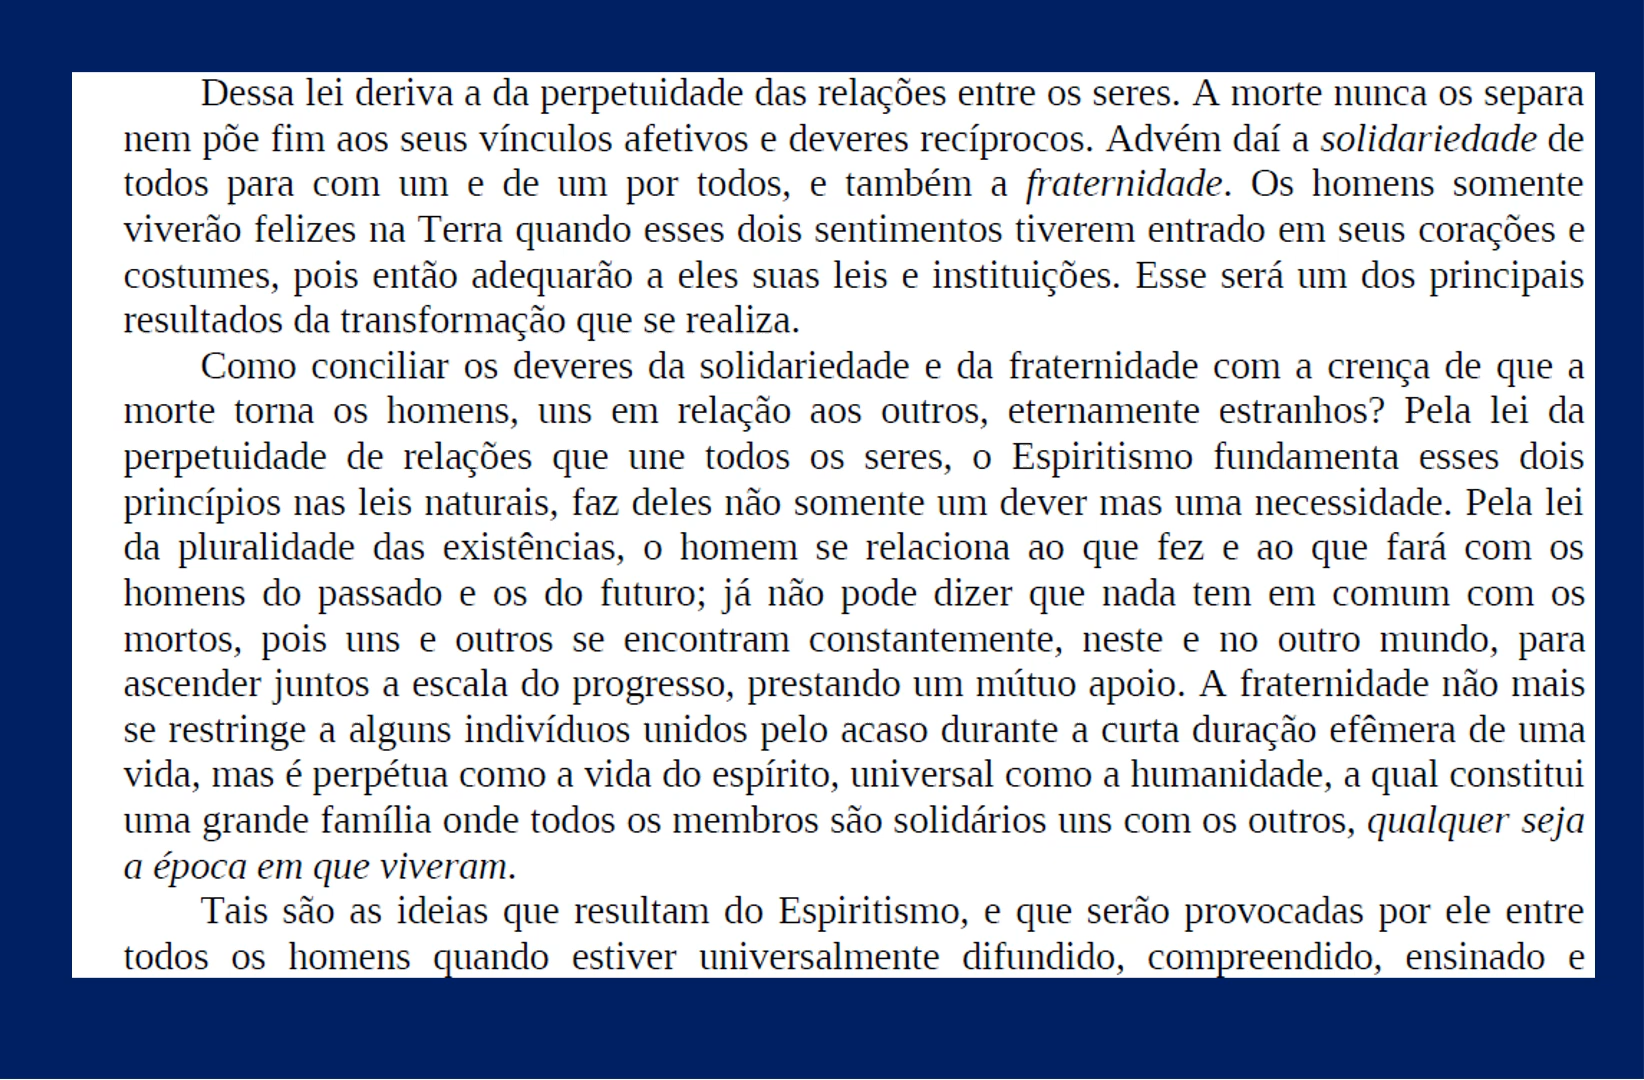 Dessa lei deriva a da perpetuidade das relações entre os seres. A morte nunca os separa
nem põe fim aos seus vínculos afetivos e deveres recíprocos. Advém daí a solidariedade de
todos para com um e de um por todos, e também a fraternidade. Os homens somente
viverão felizes na Terra quando esses dois sentimentos tiverem entrado em seus corações e
costumes, pois então adequarão a eles suas leis e instituições. Esse será um dos principais
resultados da transformação que se realiza.
Como conciliar os deveres da solidariedade e da fraternidade com a crença de que a
morte torna os homens, uns em relação aos outros, eternamente estranhos? Pela lei da
perpetuidade de relações que une todos os seres, o Espiritismo fundamenta esses dois
princípios nas leis naturais, faz deles não somente um dever mas uma necessidade. Pela lei
da pluralidade das existências, o homem se relaciona ao que fez e ao que fará com os
homens do passado e os do futuro; já não pode dizer que nada tem em comum com os
mortos, pois uns e outros se encontram constantemente, neste e no outro mundo, para
ascender juntos a escala do progresso, prestando um mútuo apoio. A fraternidade não mais
se restringe a alguns indivíduos unidos pelo acaso durante a curta duração efêmera de uma
vida, mas é perpétua como a vida do espírito, universal como a humanidade, a qual constitui
uma grande família onde todos os membros são solidários uns com os outros, qualquer seja
a época em que viveram.
Tais são as ideias que resultam do Espiritismo, e que serão provocadas por ele entre
todos os homens quando estiver universalmente difundido, compreendido, ensinado e